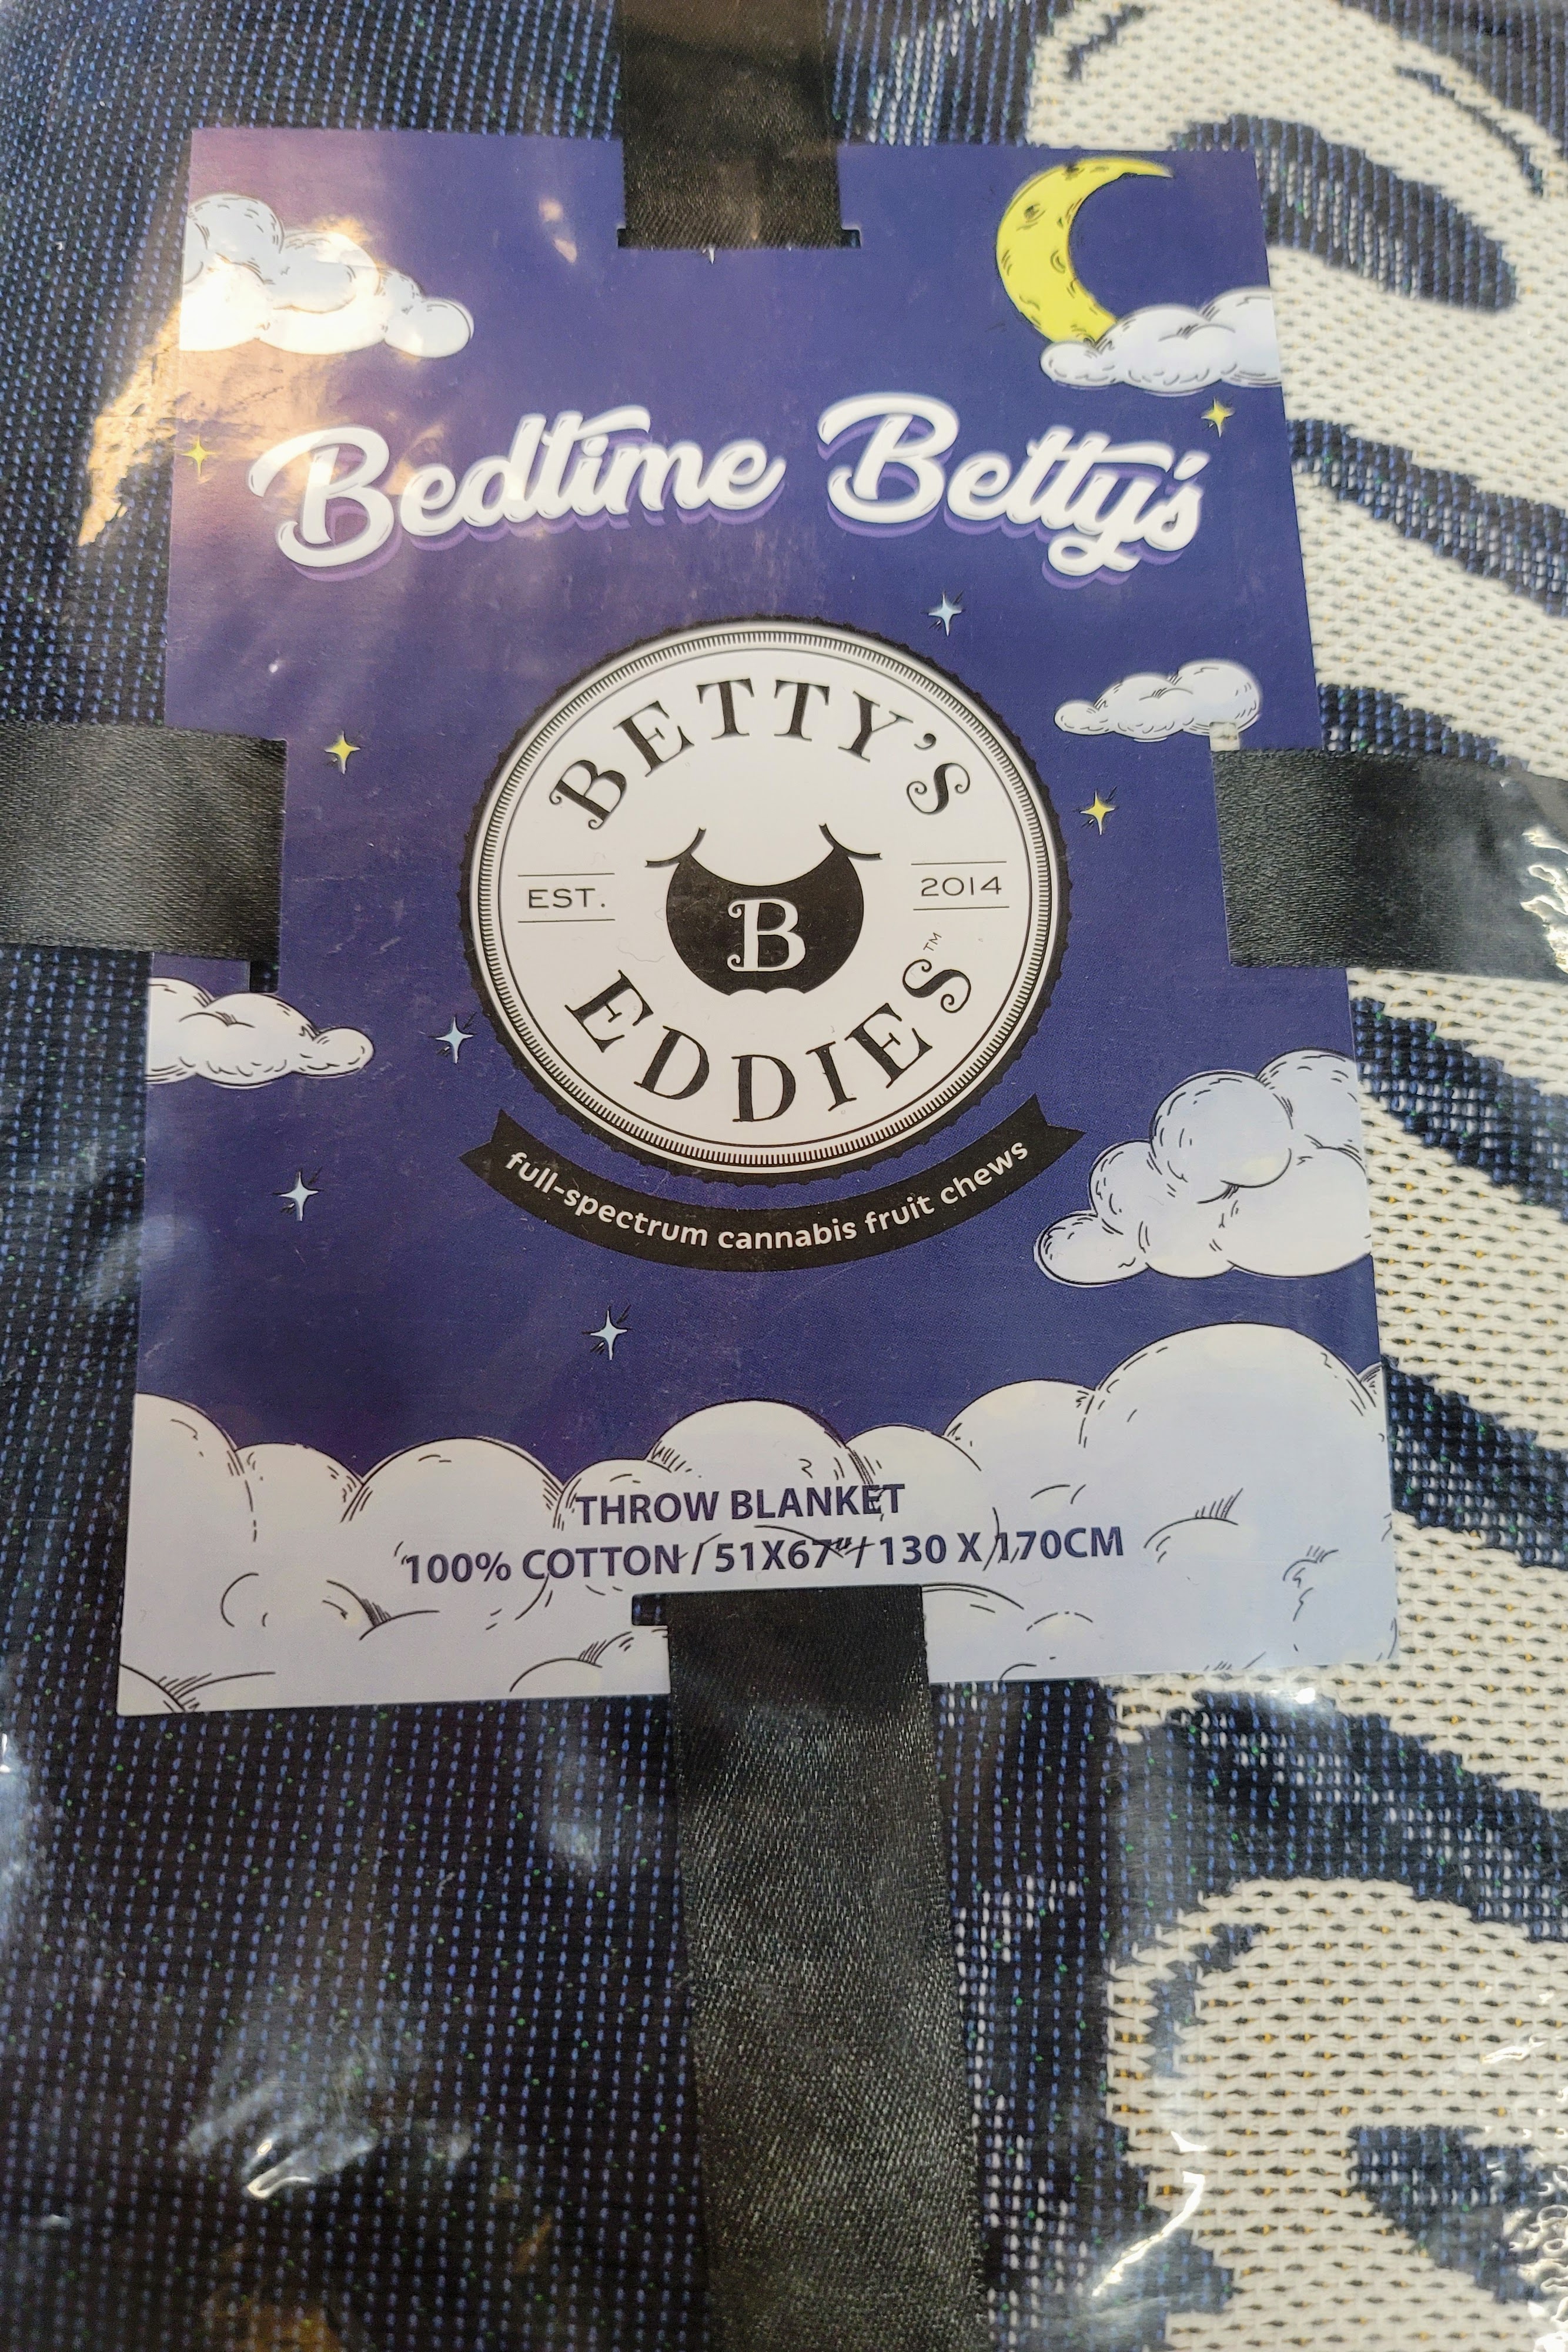 Bedtime Betty's
BETTY'S
EST. B 2014
EDDIES™
full-spectrum cannabis fruit chews
THROW BLANKET
100% COTTON / 51X67" / 130 X 170CM